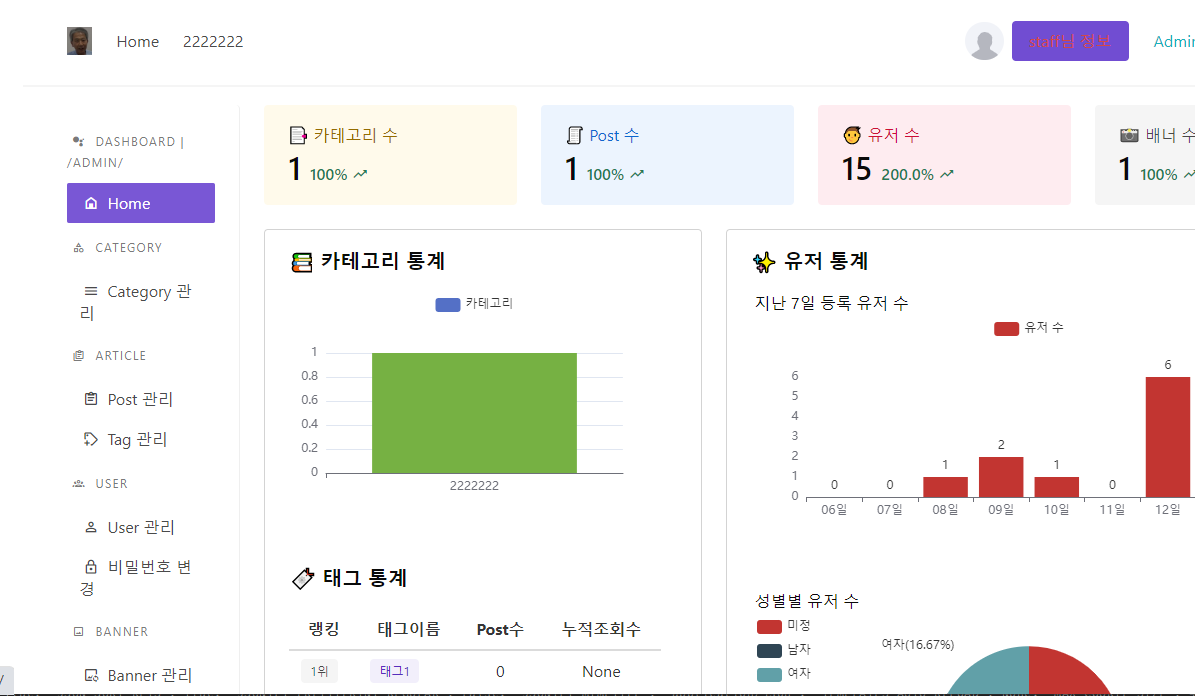 Home 2222222 staff님 정보 Admin
DASHBOARD |
/ADMIN/
Home
CATEGORY
Category 관
리
ARTICLE
Post 관리
Tag 관리
USER
User 관리
비밀번호 변
경
BANNER
Banner 관리
카테고리 수
1 100%
Post 수
1 100%
유저 수
15 200.0%
배너 수
1 100%
카테고리 통계
카테고리
1
0.8
0.6
0.4
0.2
0
2222222
태그 통계
랭킹 태그이름 Post수 누적조회수
1위 태그1 0 None
유저 통계
지난 7일 등록 유저 수
유저 수
6
5
4
3
2
1
0
0 0 1 2 1 0 6
06일 07일 08일 09일 10일 11일 12일
성별별 유저 수
미정
남자
여자
여자(16.67%)